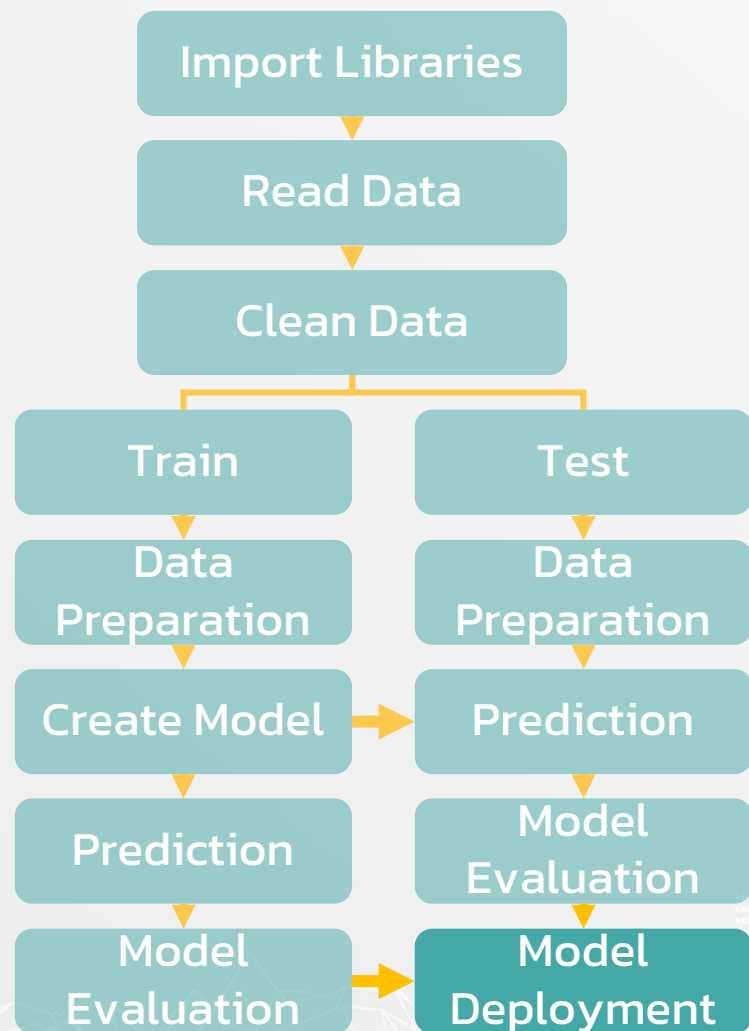 Import Libraries
Read Data
Clean Data
Train
Test
Data
Preparation
Data
Preparation
Create Model
Prediction
Prediction
Model
Evaluation
Model
Evaluation
Model
Deployment